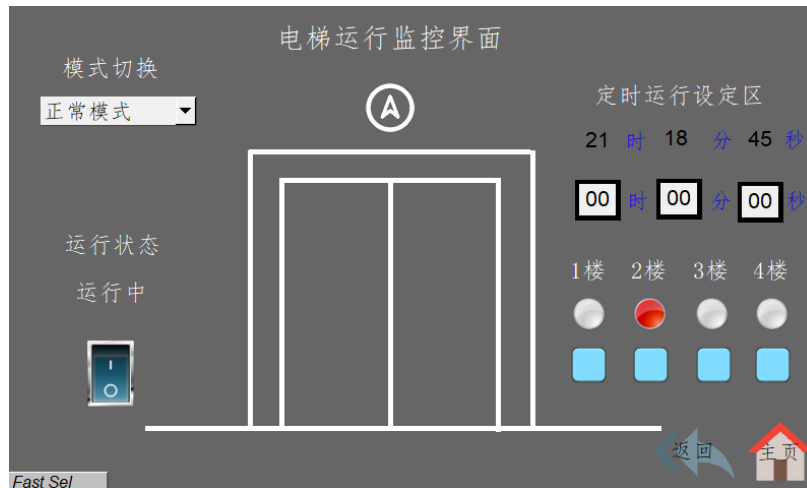 电梯运行监控界面
模式切换
正常模式
定时运行设定区
21 时 18 分 45 秒
00 时 00 分 00 秒
运行状态
运行中
1楼 2楼 3楼 4楼
返回 主页
Fast Sel